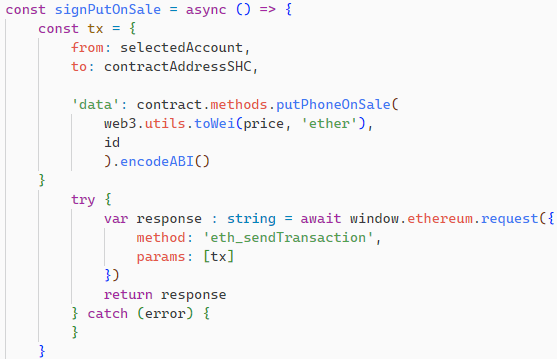 const signPutOnSale = async () => {
    const tx = {
        from: selectedAccount,
        to: contractAddressSHC,

        'data': contract.methods.putPhoneOnSale(
            web3.utils.toWei(price, 'ether'),
            id
            ).encodeABI()
    }
        try {
            var response : string = await window.ethereum.request({
                method: 'eth_sendTransaction',
                params: [tx]
            })
            return response
        } catch (error) {
        }
    }